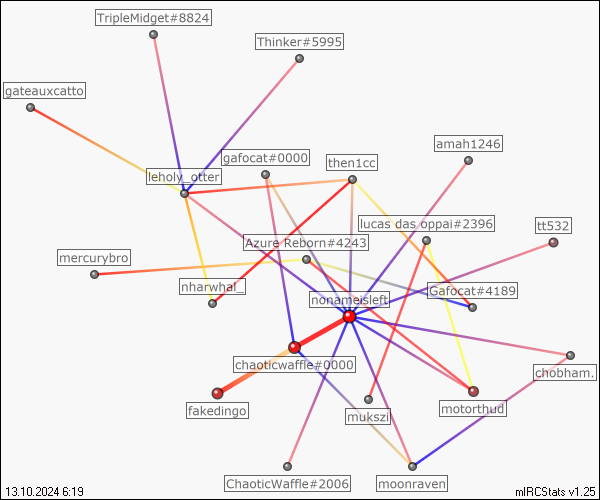 TripleMidget#8824
Thinker#5995
gateauxcatto
amah1246
gafocat#0000
then1cc
leholy_otter
lucas das oppai#2396
tt532
Azure Reborn#4243
mercurybro
nharwhal_
Gafocat#4189
nonameisleft
chaoticwaffle#0000
chobham.
fakedingo
mukszi
motorthud
ChaoticWaffle#2006
moonraven
13.10.2024 6:19
mIRCStats v1.25